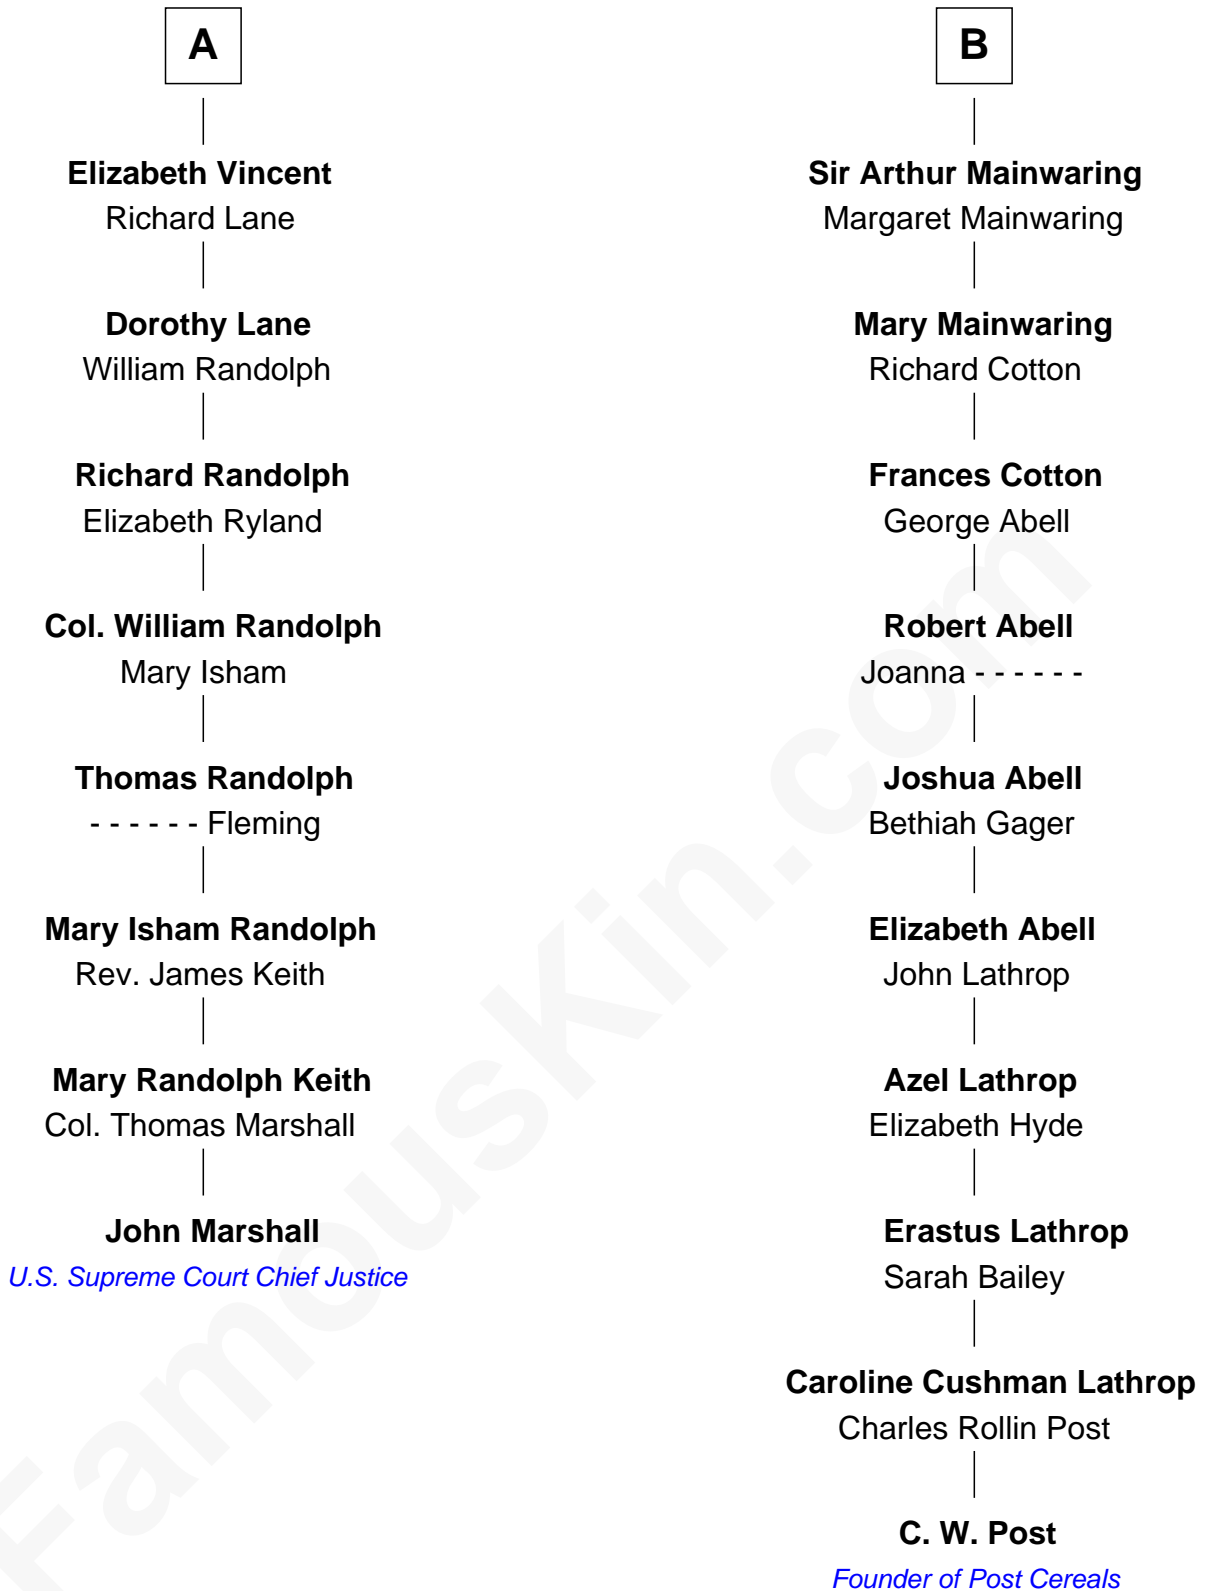 A
Elizabeth Vincent
Richard Lane
Dorothy Lane
William Randolph
Richard Randolph
Elizabeth Ryland
Col. William Randolph
Mary Isham
Thomas Randolph
- - - - - - Fleming
Mary Isham Randolph
Rev. James Keith
Mary Randolph Keith
Col. Thomas Marshall
John Marshall
U.S. Supreme Court Chief Justice
B
Sir Arthur Mainwaring
Margaret Mainwaring
Mary Mainwaring
Richard Cotton
Frances Cotton
George Abell
Robert Abell
Joanna - - - - - -
Joshua Abell
Bethiah Gager
Elizabeth Abell
John Lathrop
Azel Lathrop
Elizabeth Hyde
Erastus Lathrop
Sarah Bailey
Caroline Cushman Lathrop
Charles Rollin Post
C. W. Post
Founder of Post Cereals
FamousKin.com